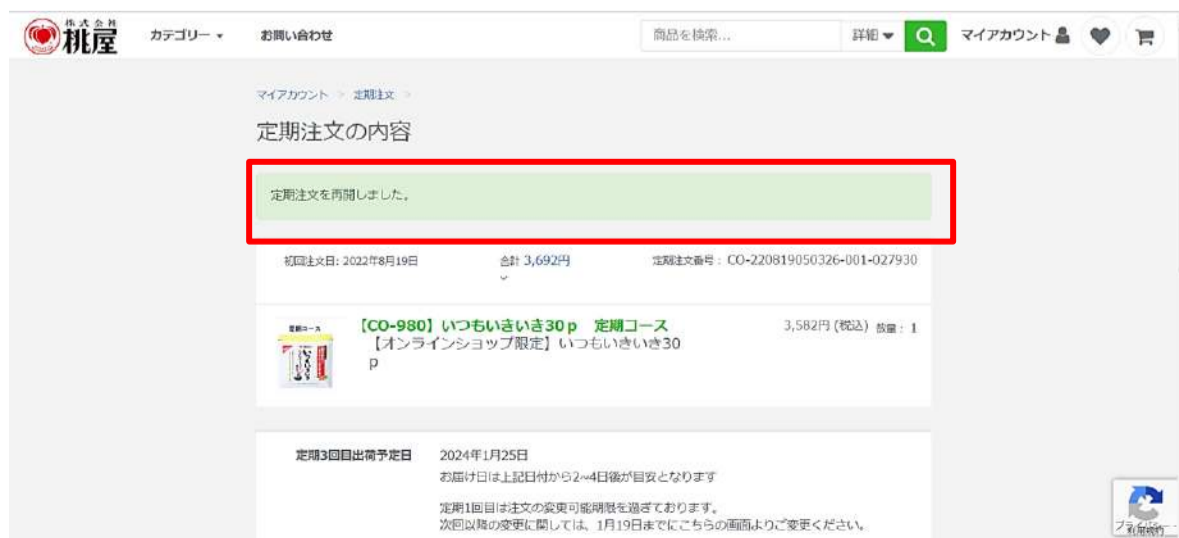 株式会社
桃屋
カテゴリー
お問い合わせ
商品を検索...
詳細
マイアカウント
マイアカウント > 定期注文 >
定期注文の内容
定期注文を再開しました。
初回注文日: 2022年8月19日
合計 3,692円
定期注文番号 : CO-220819050326-001-027930
定期コース
【CO-980】いつもいきいき30p 定期コース
3,582円 (税込) 数量 : 1
【オンラインショップ限定】いつもいきいき30
p
定期3回目出荷予定日
2024年1月25日
お届け日は上記日付から2~4日後が目安となります
定期1回目は注文の変更可能期限を過ぎております。
次回以降の変更に関しては、1月19日までにこちらの画面よりご変更ください。